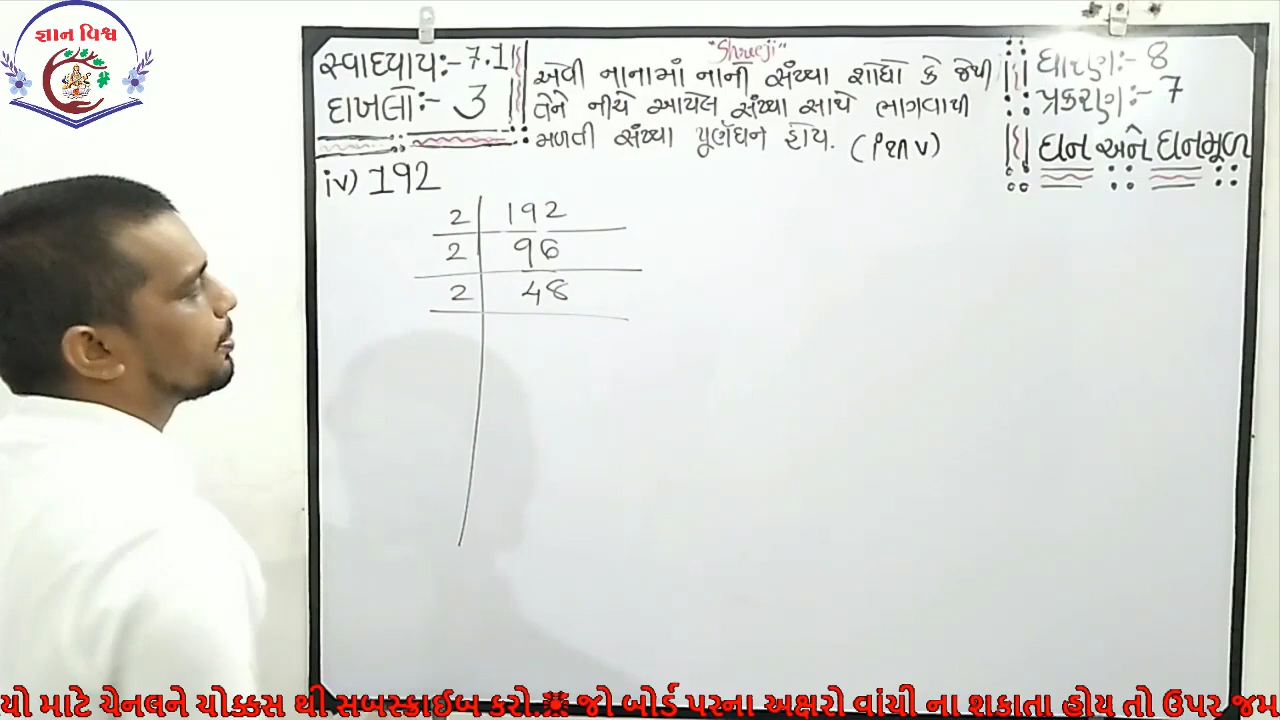 જ્ઞાન વિશ્વ
સ્વાધ્યાય:- 7.1
દાખલો:- 3
"Shreeji"
એવી નાનામાં નાની સંખ્યા શોધો કે જેથી
તેને નીચે આપેલ સંખ્યા સાથે ભાગવાથી
મળતી સંખ્યા પૂર્ણઘન હોય.
ધોરણ:- 8
પ્રકરણ:- 7
ઘન અને ઘનમૂળ
iv) 192
2 | 192
2 | 96
2 | 48
યો માટે ચેનલને ચોક્કસ થી સબસ્ક્રાઈબ કરો. જો બોર્ડ પરના અક્ષરો વાંચી ના શકાતા હોય તો ઉપર જમ